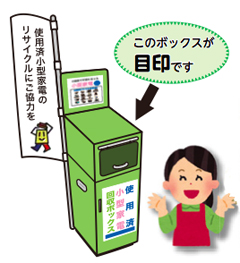 使用済小型家電の
リサイクルにご協力を
このボックスが
目印です
使用済
小型家電
回収ボックス